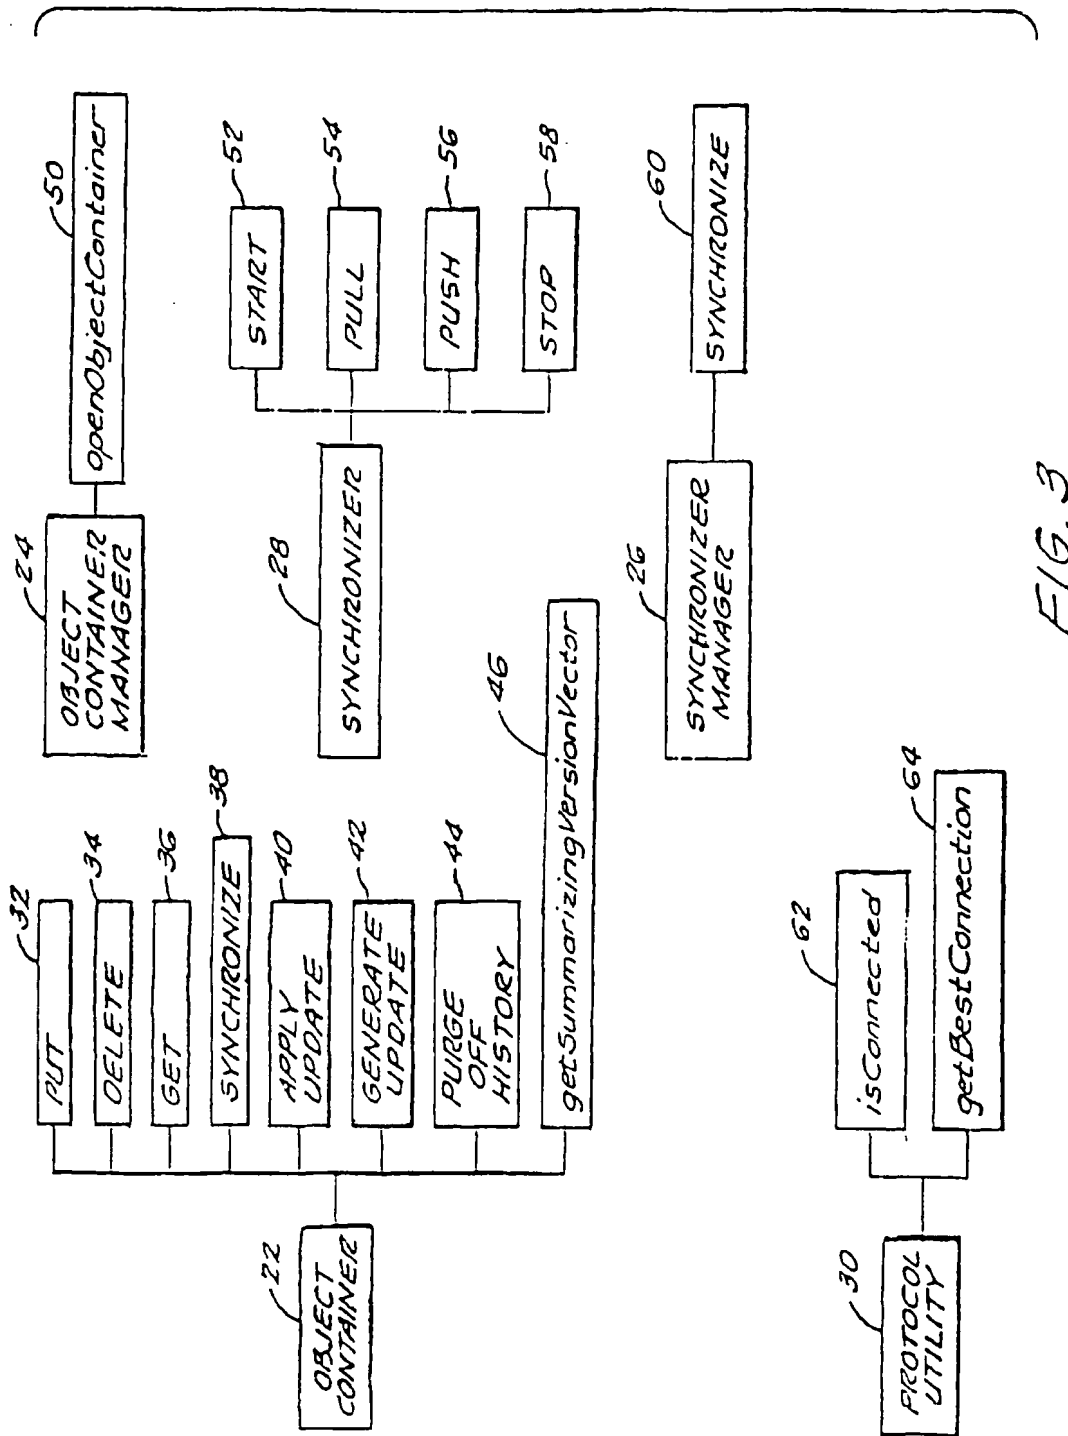 32
PUT
34
DELETE
36
GET
38
SYNCHRONIZE
40
APPLY
UPDATE
42
GENERATE
UPDATE
44
PURGE
OFF
HISTORY
46
getSummarizingVersionVector
22
OBJECT
CONTAINER
24
OBJECT
CONTAINER
MANAGER
50
openObjectContainer
28
SYNCHRONIZER
52
START
54
PULL
56
PUSH
58
STOP
26
SYNCHRONIZER
MANAGER
60
SYNCHRONIZE
30
PROTOCOL
UTILITY
62
isConnected
64
getBestConnection
FIG. 3